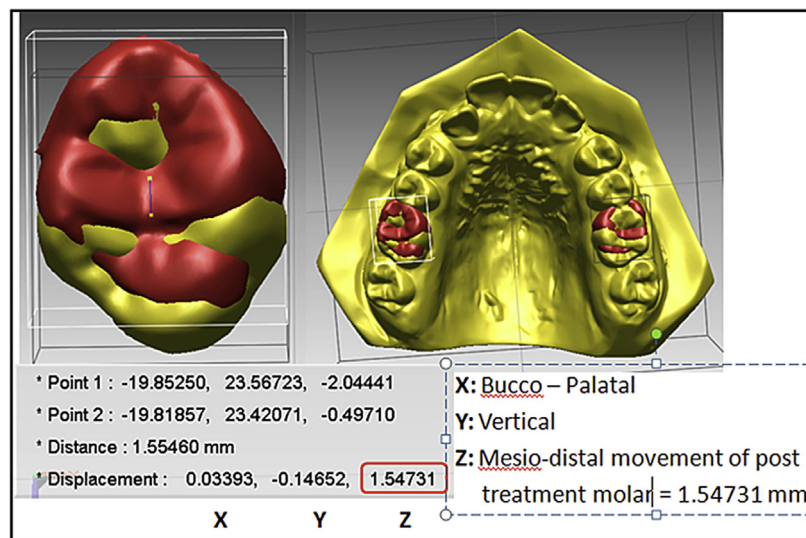 * Point 1 : -19.85250, 23.56723, -2.04441
* Point 2 : -19.81857, 23.42071, -0.49710
* Distance : 1.55460 mm
* Displacement : 0.03393, -0.14652, 1.54731
X Y Z
X: Bucco – Palatal
Y: Vertical
Z: Mesio-distal movement of post
treatment molar = 1.54731 mm